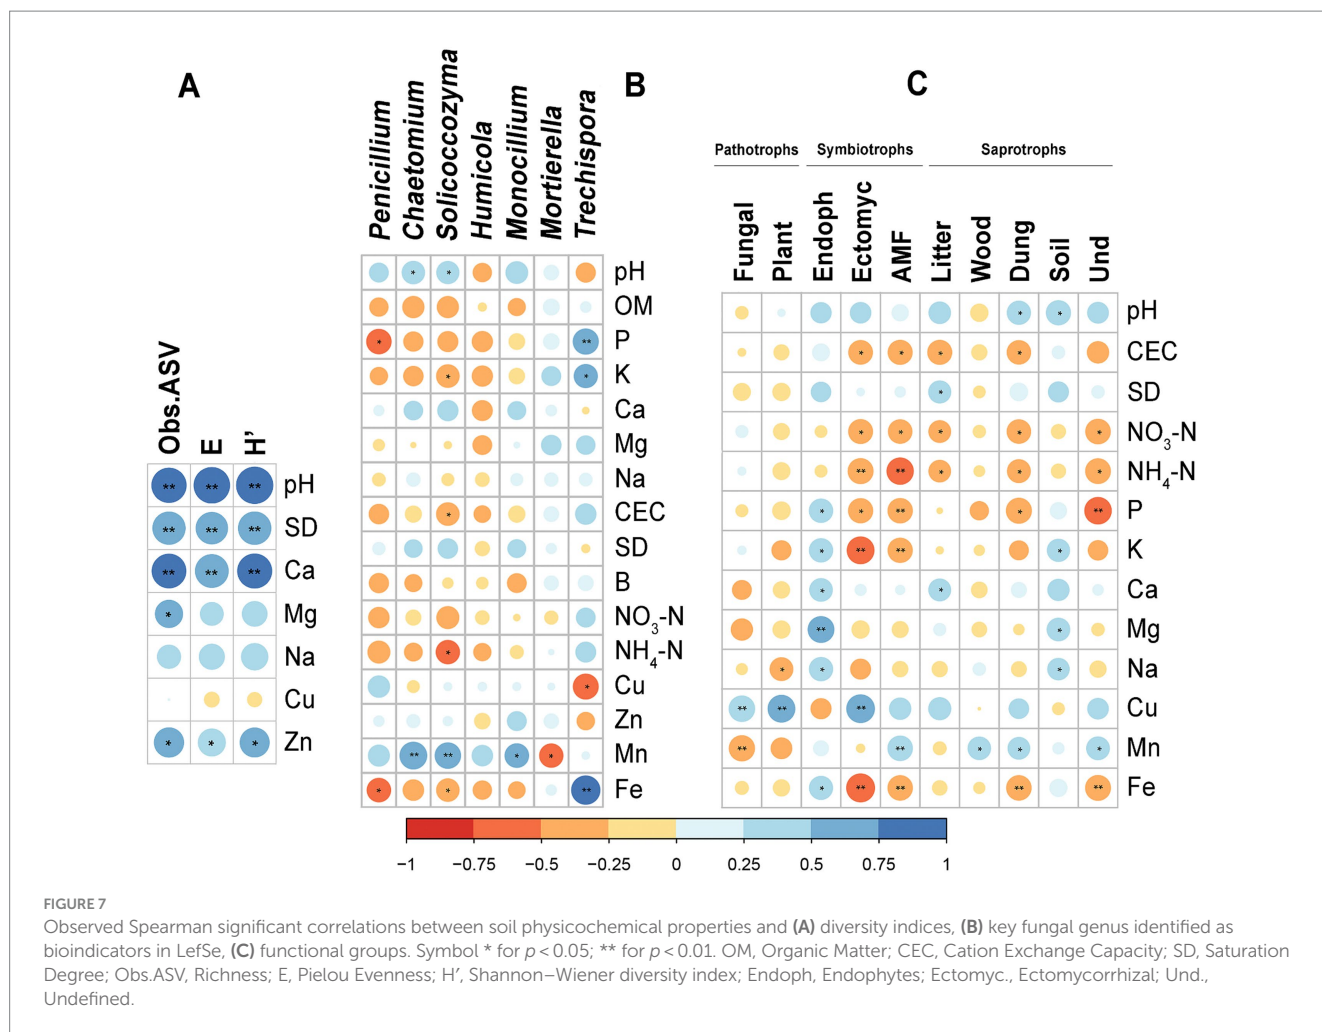 A
B
C
Obs.ASV
E
H'
pH
SD
Ca
Mg
Na
Cu
Zn
** ** **
** ** **
** ** **
*
* * *
Penicillium
Chaetomium
Solicoccozyma
Humicola
Monocillium
Mortierella
Trechispora
pH
OM
P
K
Ca
Mg
Na
CEC
SD
B
NO3-N
NH4-N
Cu
Zn
Mn
Fe
* *
* **
* *
*
*
*
** ** * *
* * **
Pathotrophs
Symbiotrophs
Saprotrophs
Fungal
Plant
Endoph
Ectomyc
AMF
Litter
Wood
Dung
Soil
Und
pH
CEC
SD
NO3-N
NH4-N
P
K
Ca
Mg
Na
Cu
Mn
Fe
* *
* * * *
*
* * * * *
** ** * * *
* * ** * **
* ** ** *
* *
** *
* * *
** ** **
** ** * * *
* ** ** ** **
−1 −0.75 −0.5 −0.25 0 0.25 0.5 0.75 1
FIGURE 7
Observed Spearman significant correlations between soil physicochemical properties and (A) diversity indices, (B) key fungal genus identified as
bioindicators in LefSe, (C) functional groups. Symbol * for p < 0.05; ** for p < 0.01. OM, Organic Matter; CEC, Cation Exchange Capacity; SD, Saturation
Degree; Obs.ASV, Richness; E, Pielou Evenness; H′, Shannon–Wiener diversity index; Endoph, Endophytes; Ectomyc., Ectomycorrhizal; Und.,
Undefined.